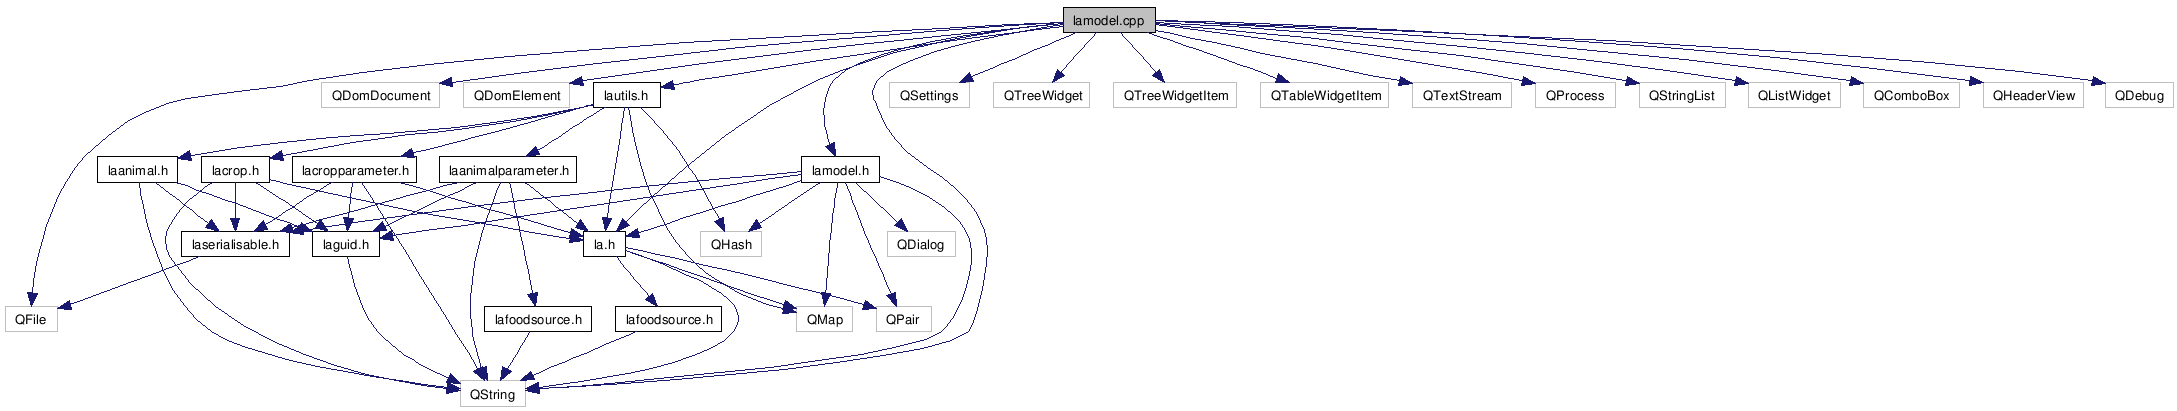 lamodel.cpp
QDomDocument
QDomElement
lautils.h
QSettings
QTreeWidget
QTreeWidgetItem
QTableWidgetItem
QTextStream
QProcess
QStringList
QListWidget
QComboBox
QHeaderView
QDebug
laanimal.h
lacrop.h
lacropparameter.h
laanimalparameter.h
lamodel.h
laserialisable.h
laguid.h
la.h
QHash
QDialog
QFile
lafoodsource.h
lafoodsource.h
QMap
QPair
QString